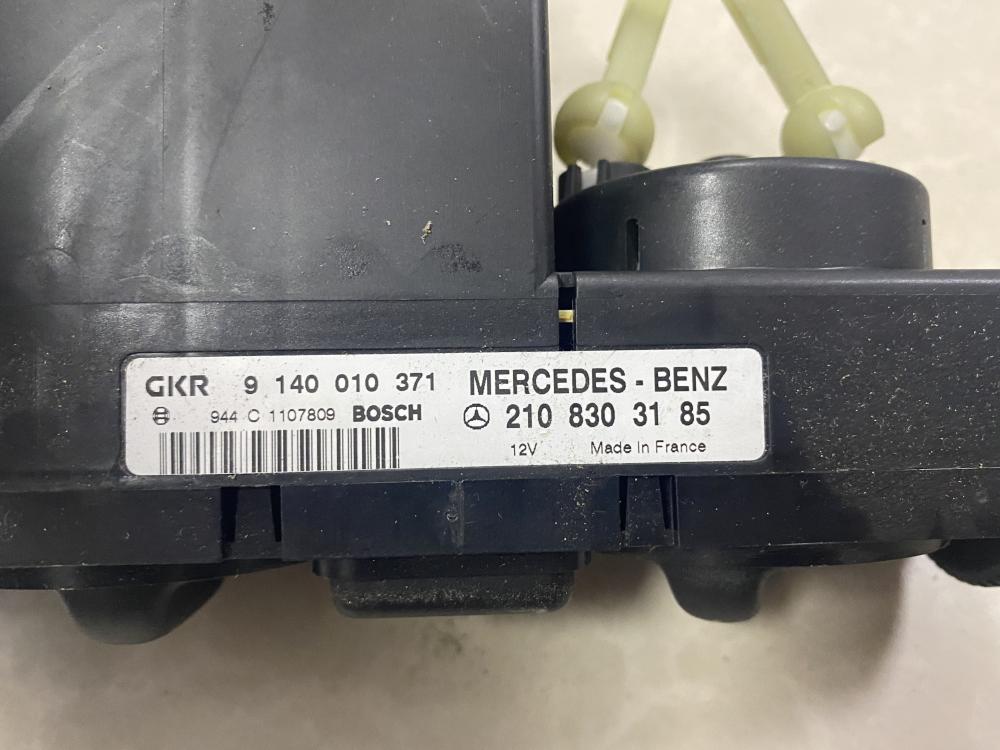 GKR 9 140 010 371 MERCEDES - BENZ
944 C 1107809 BOSCH 210 830 31 85
12V Made In France